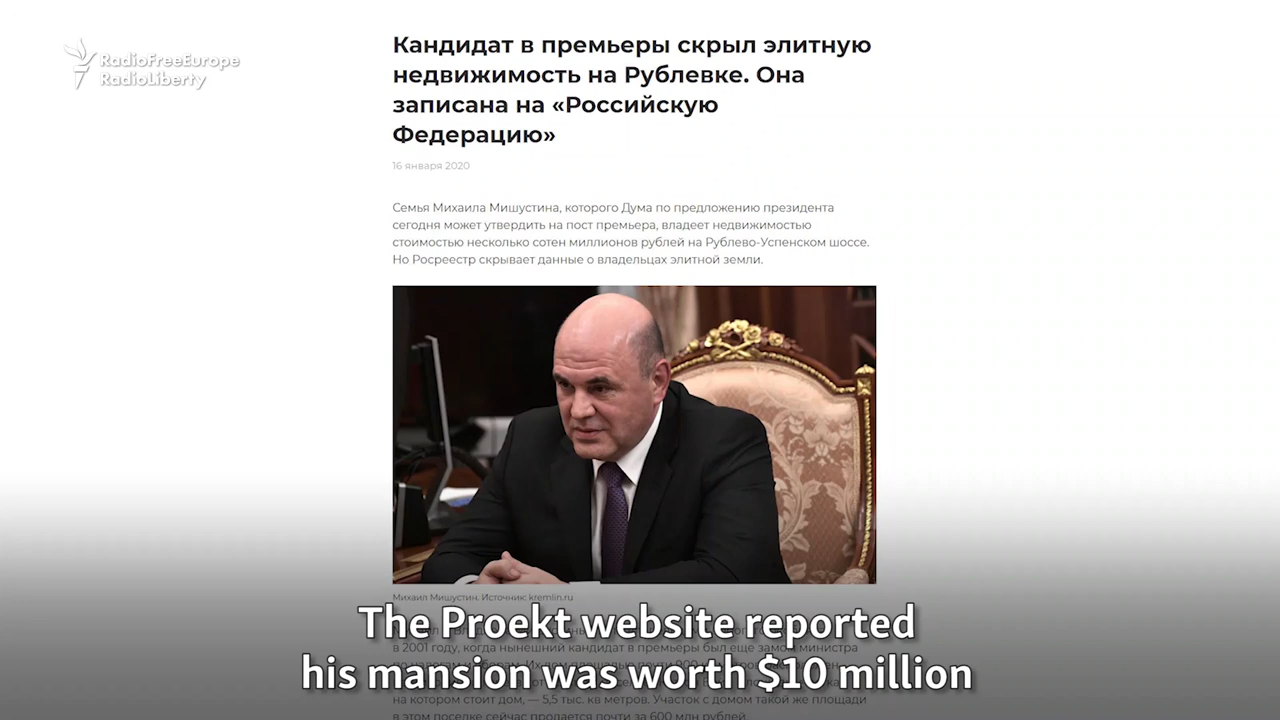 RadioFreeEurope
RadioLiberty
Кандидат в премьеры скрыл элитную
недвижимость на Рублевке. Она
записана на «Российскую
Федерацию»
16 января 2020
Семья Михаила Мишустина, которого Дума по предложению президента
сегодня может утвердить на пост премьера, владеет недвижимостью
стоимостью несколько сотен миллионов рублей на Рублево-Успенском шоссе.
Но Росреестр скрывает данные о владельцах элитной земли.
Михаил Мишустин. Источник: kremlin.ru
The Proekt website reported
в 2001 году, когда нынешний кандидат в премьеры был еще замом министра
his mansion was worth $10 million
на котором стоит дом, — 5,5 тыс. кв метров. Участок с домом такой же площади
в этом поселке сейчас продается почти за 600 млн рублей.